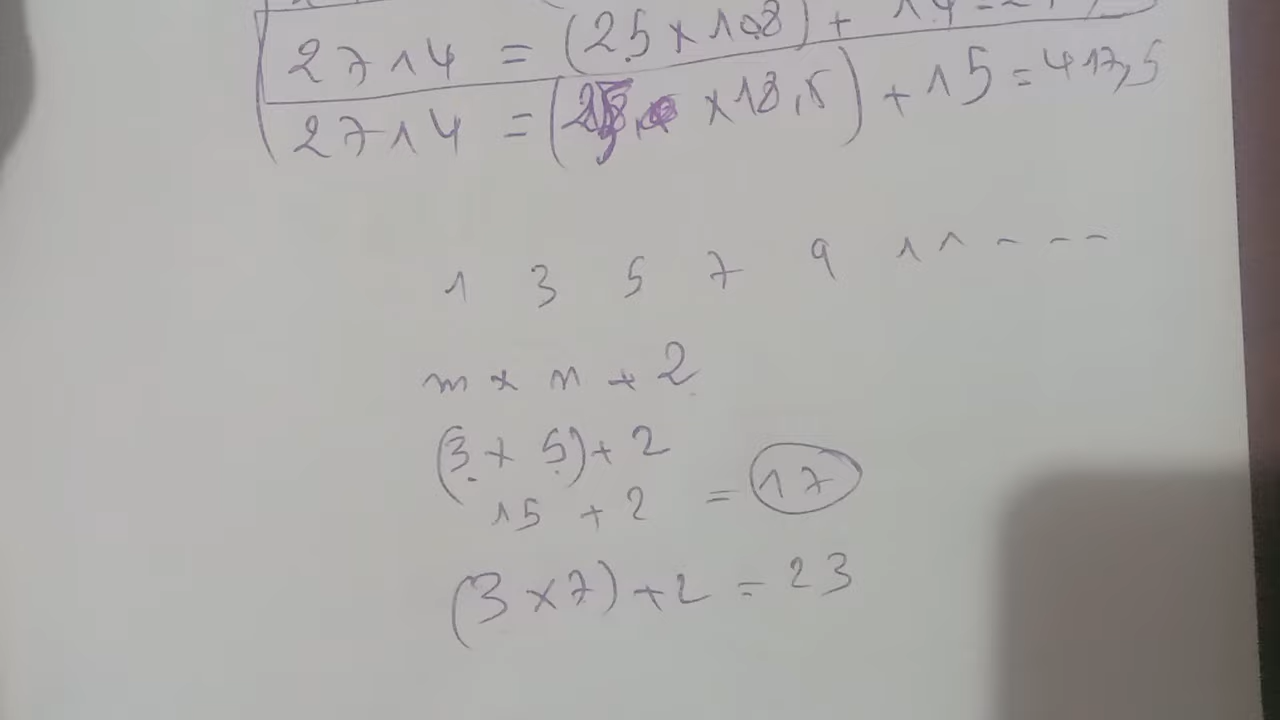 2714 = (25 × 108) + 14 =
2714 = ( × 18,5) + 15 = 417,5
1 3 5 7 9 11 - - -
m × n + 2
(3 × 5) + 2
15 + 2 = 17
(3 × 7) + 2 = 23